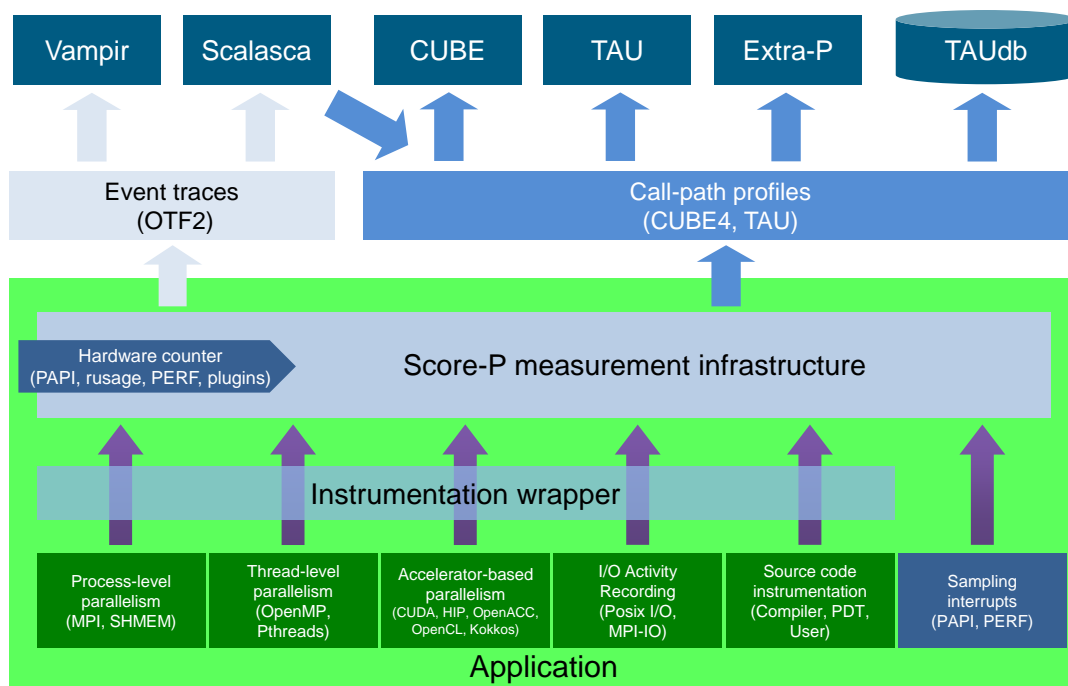 Vampir
Scalasca
CUBE
TAU
Extra-P
TAUdb
Event traces
(OTF2)
Call-path profiles
(CUBE4, TAU)
Hardware counter
(PAPI, rusage, PERF, plugins)
Score-P measurement infrastructure
Instrumentation wrapper
Process-level
parallelism
(MPI, SHMEM)
Thread-level
parallelism
(OpenMP,
Pthreads)
Accelerator-based
parallelism
(CUDA, HIP, OpenACC,
OpenCL, Kokkos)
I/O Activity
Recording
(Posix I/O,
MPI-IO)
Source code
instrumentation
(Compiler, PDT,
User)
Sampling
interrupts
(PAPI, PERF)
Application